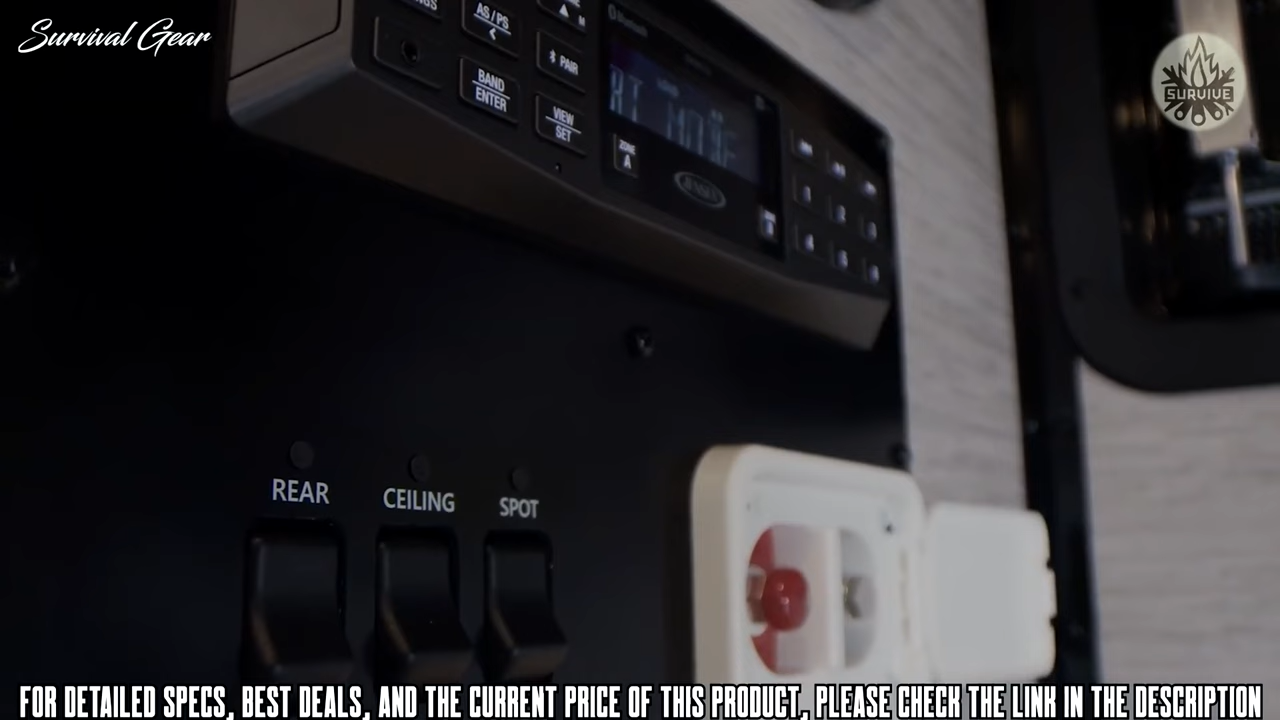 Survival Gear
SURVIVE
AS/PS
BAND
ENTER
PAIR
VIEW
SET
Bluetooth
ZONE
A
JENSEN
REAR
CEILING
SPOT
FOR DETAILED SPECS, BEST DEALS, AND THE CURRENT PRICE OF THIS PRODUCT, PLEASE CHECK THE LINK IN THE DESCRIPTION